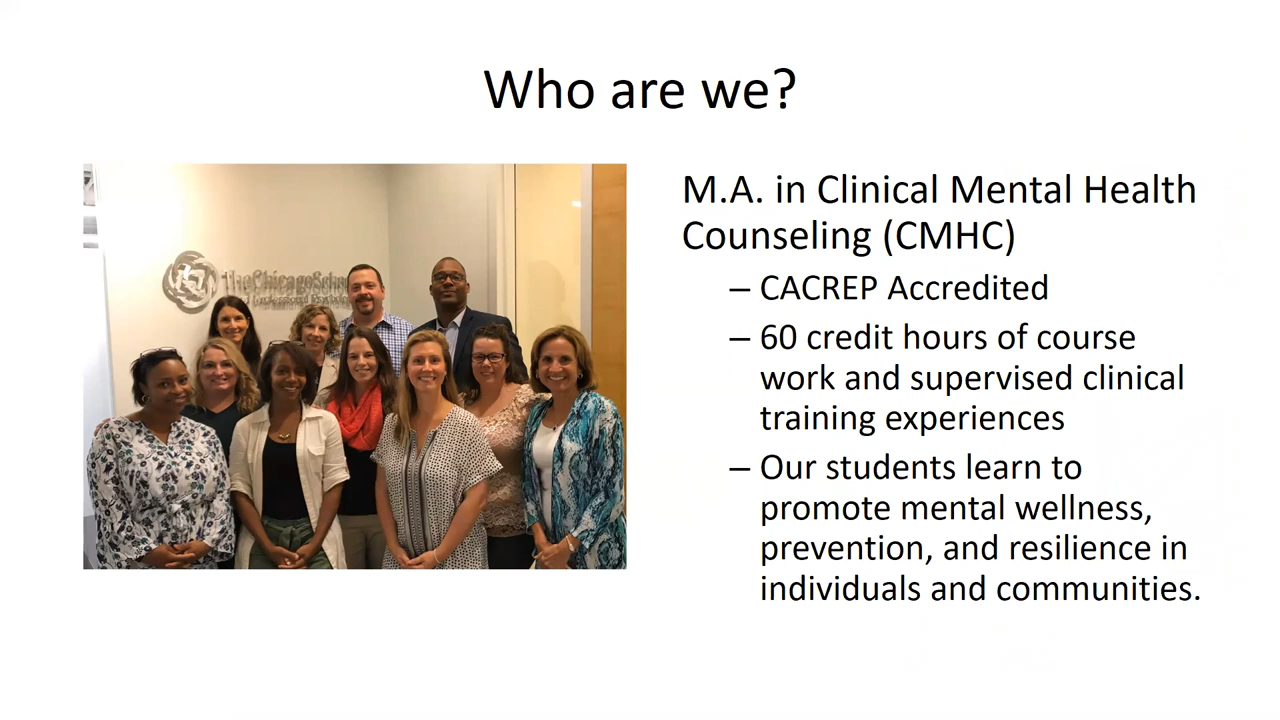 Who are we?
TheChicagoSchoo
M.A. in Clinical Mental Health
Counseling (CMHC)
– CACREP Accredited
– 60 credit hours of course
work and supervised clinical
training experiences
– Our students learn to
promote mental wellness,
prevention, and resilience in
individuals and communities.